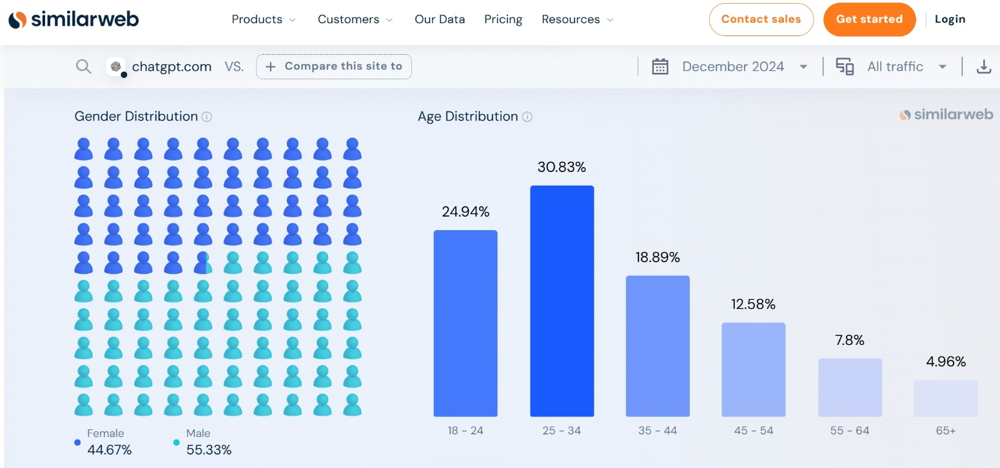 similarweb
Products Customers Our Data Pricing Resources Contact sales Get started Login
chatgpt.com VS. + Compare this site to December 2024 All traffic
Gender Distribution
Age Distribution
similarweb
30.83%
24.94%
18.89%
12.58%
7.8%
4.96%
18 - 24 25 - 34 35 - 44 45 - 54 55 - 64 65+
Female Male
44.67% 55.33%